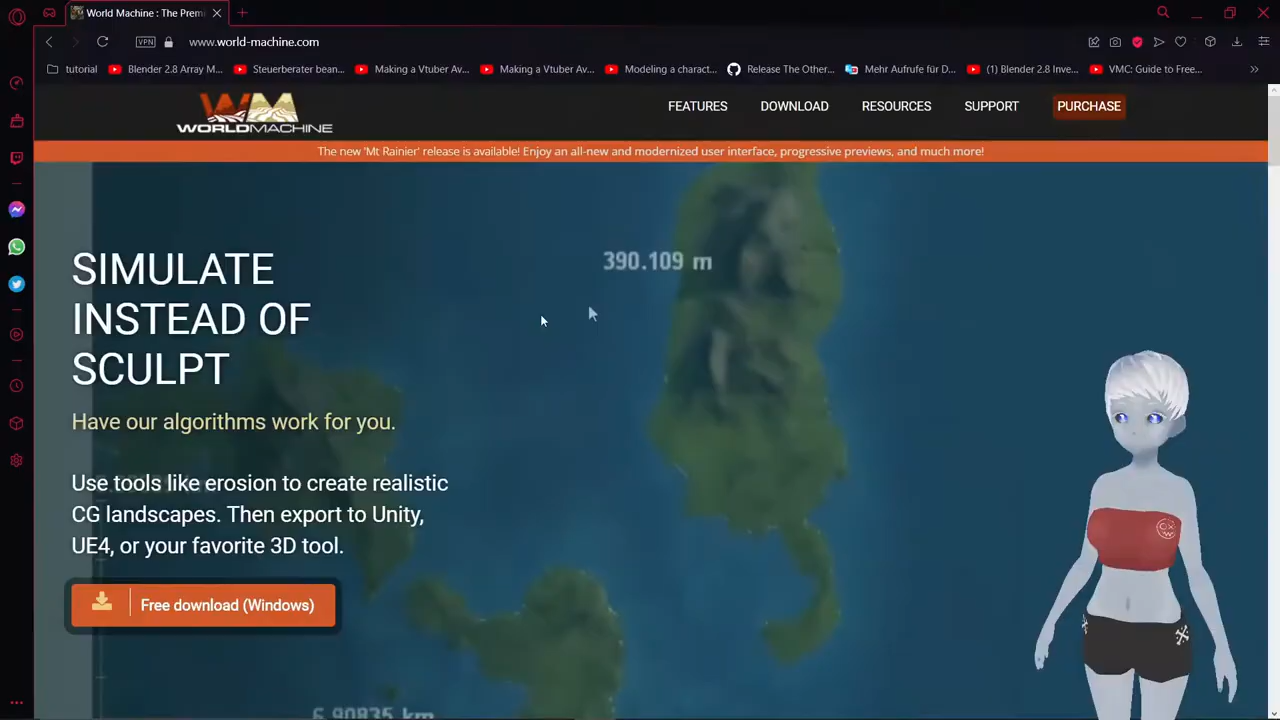 World Machine : The Premi
VPN
www.world-machine.com
tutorial
Blender 2.8 Array M...
Steuerberater bean...
Making a Vtuber Av...
Making a Vtuber Av...
Modeling a charact...
Release The Other...
Mehr Aufrufe für D...
(1) Blender 2.8 Inve...
VMC: Guide to Free...
WM
WORLDMACHINE
FEATURES
DOWNLOAD
RESOURCES
SUPPORT
PURCHASE
The new 'Mt Rainier' release is available! Enjoy an all-new and modernized user interface, progressive previews, and much more!
390.109 m
SIMULATE
INSTEAD OF
SCULPT
Have our algorithms work for you.
Use tools like erosion to create realistic
CG landscapes. Then export to Unity,
UE4, or your favorite 3D tool.
Free download (Windows)
6.90835 km